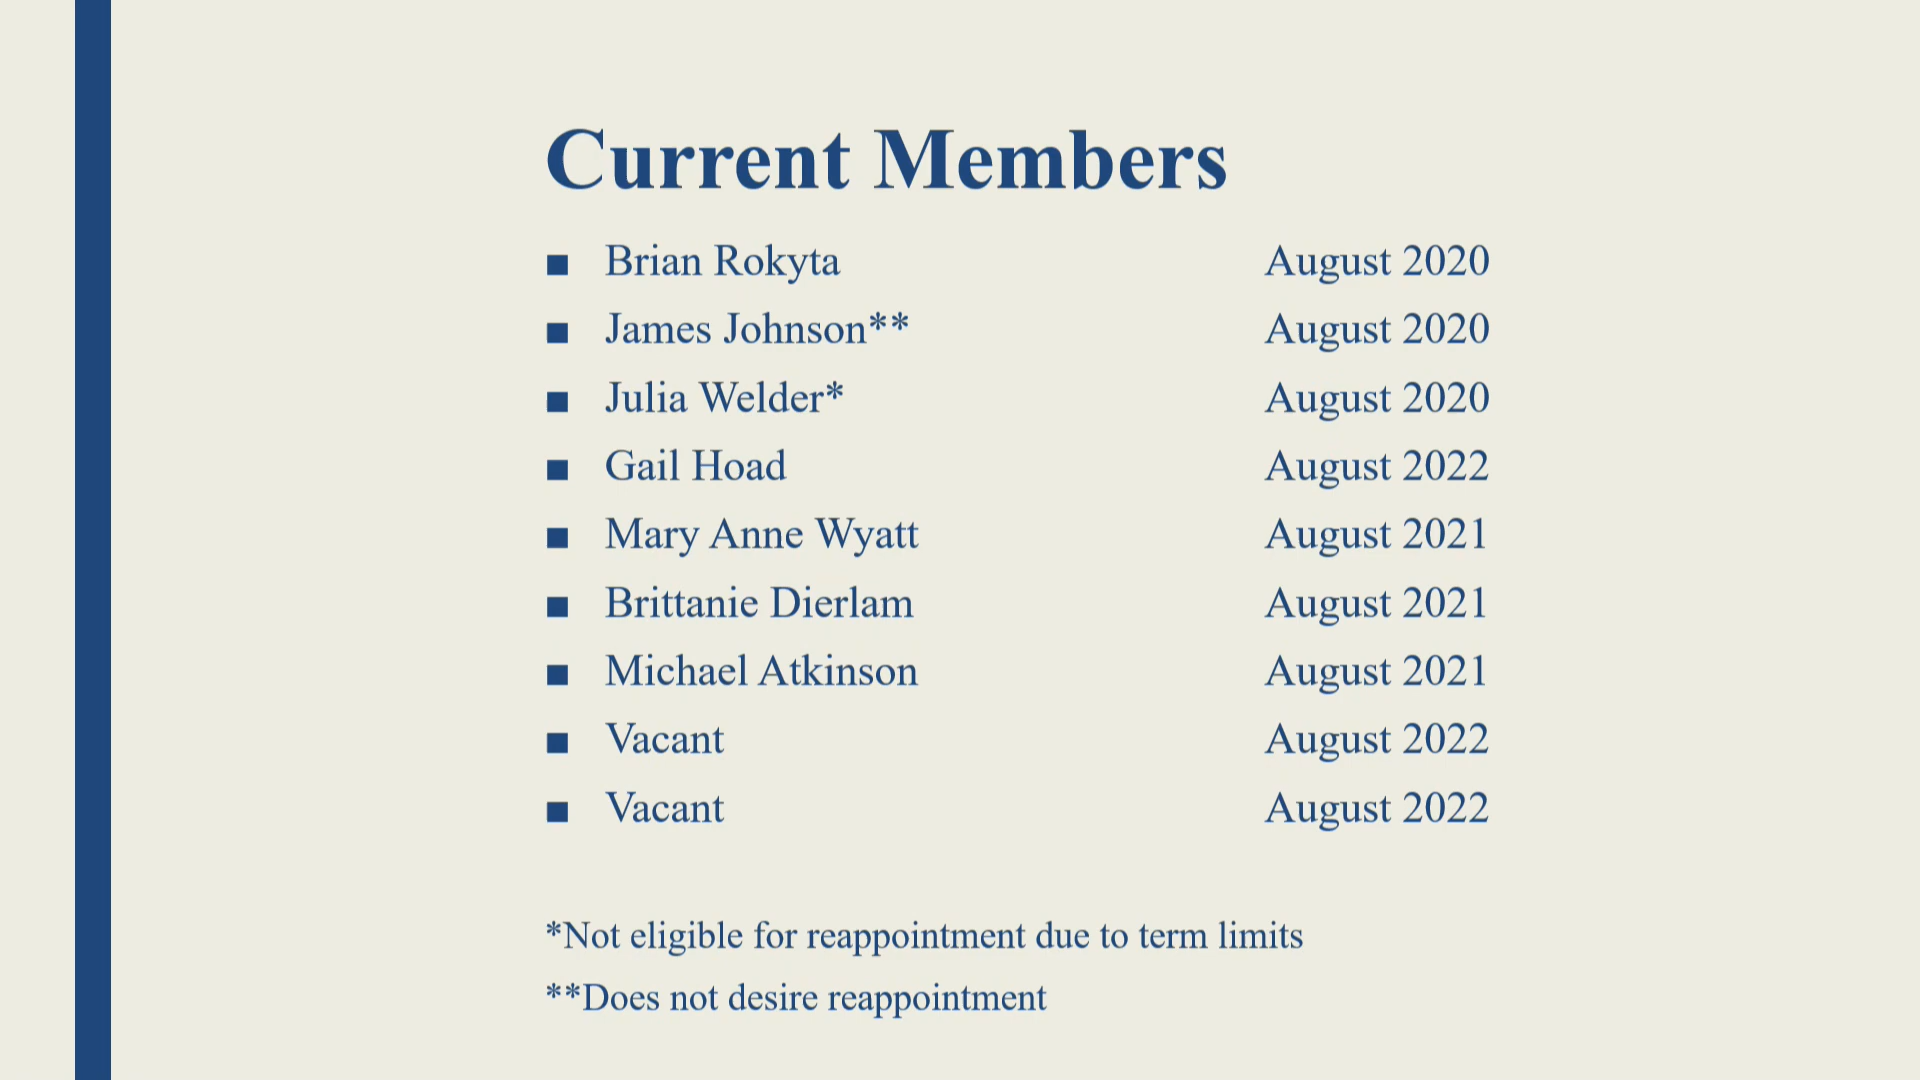 Current Members
■ Brian Rokyta August 2020
■ James Johnson** August 2020
■ Julia Welder* August 2020
■ Gail Hoad August 2022
■ Mary Anne Wyatt August 2021
■ Brittanie Dierlam August 2021
■ Michael Atkinson August 2021
■ Vacant August 2022
■ Vacant August 2022
*Not eligible for reappointment due to term limits
**Does not desire reappointment